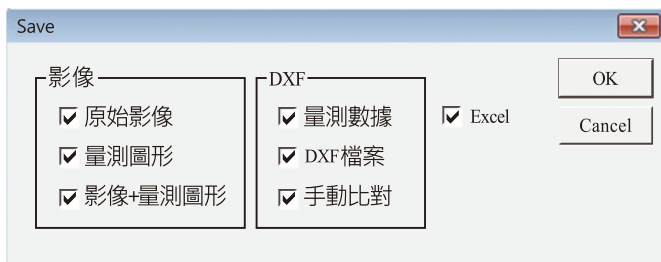 Save
影像
原始影像
量測圖形
影像+量測圖形
DXF
量測數據
DXF檔案
手動比對
Excel
OK
Cancel